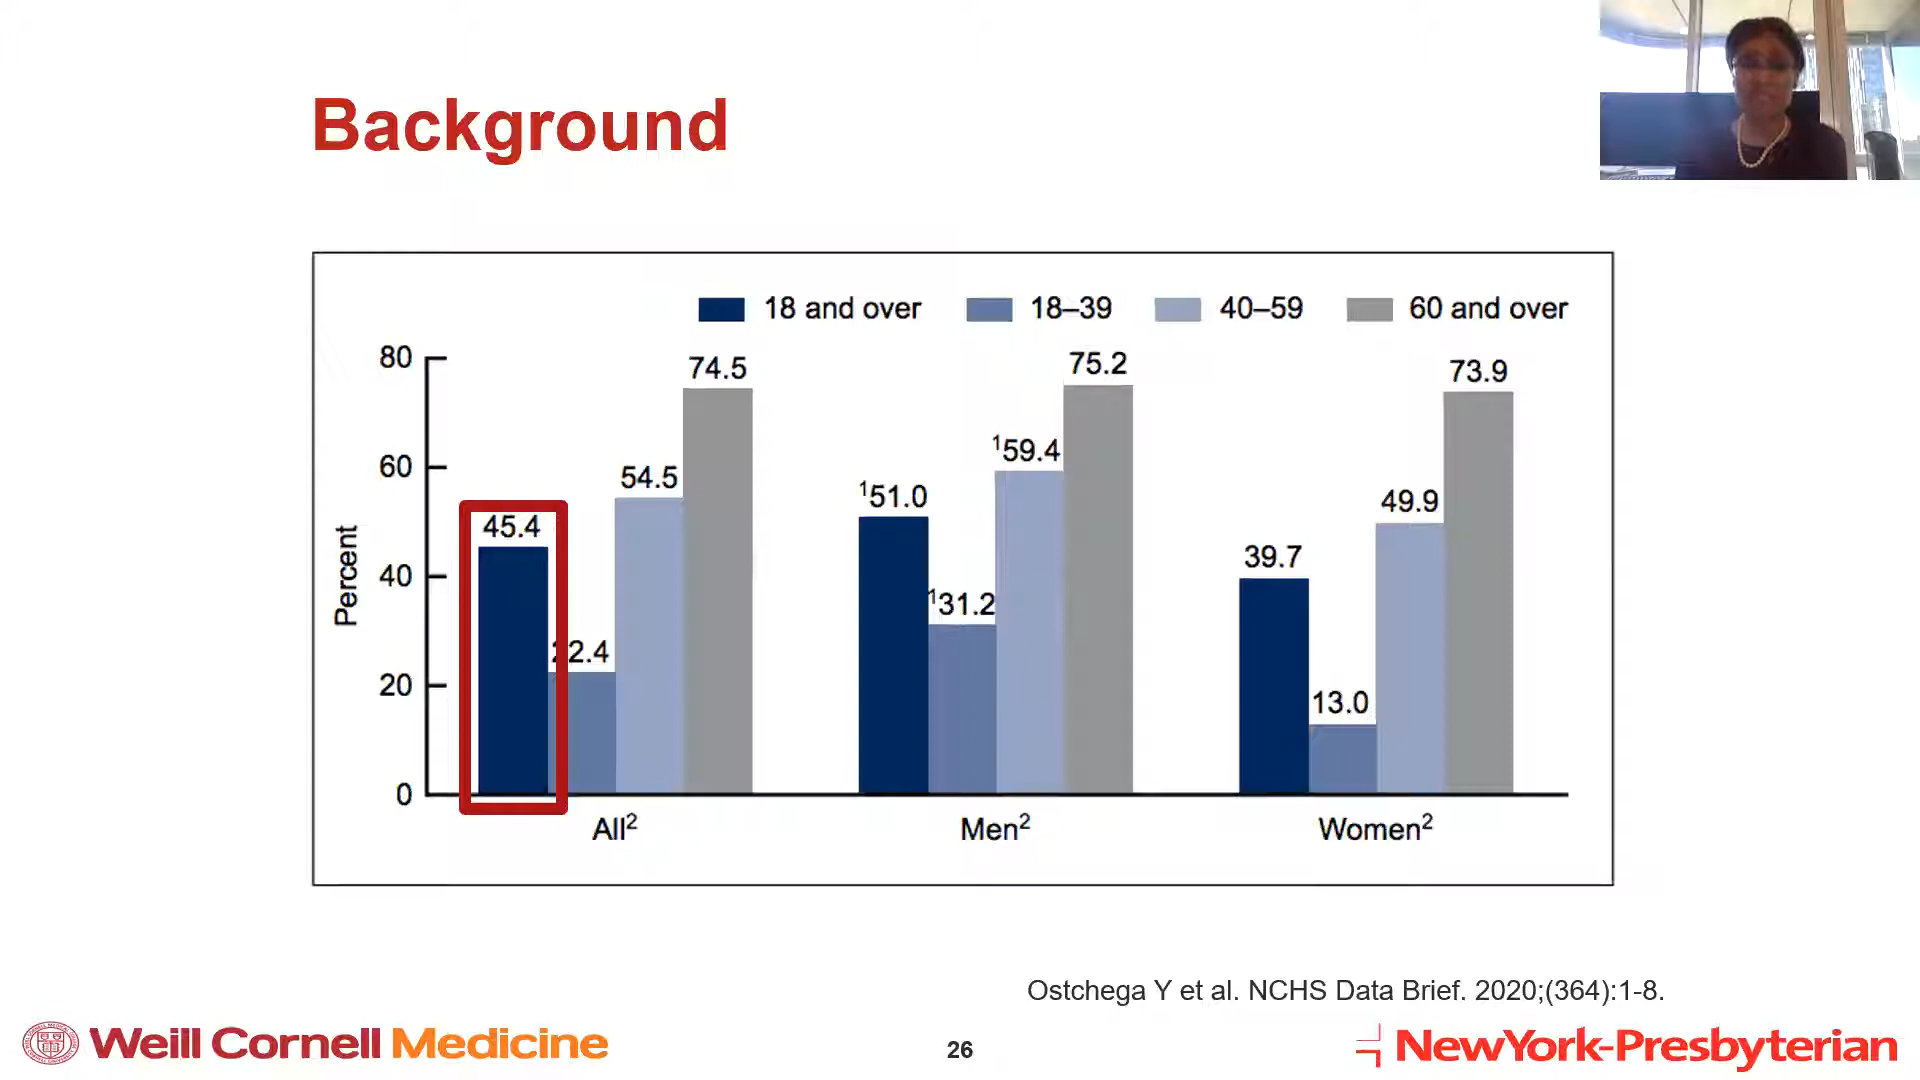 Background
18 and over 18–39 40–59 60 and over
80
60
40
20
0
Percent
45.4 22.4 54.5 74.5
¹51.0 ¹31.2 ¹59.4 75.2
39.7 13.0 49.9 73.9
All² Men² Women²
Ostchega Y et al. NCHS Data Brief. 2020;(364):1-8.
Weill Cornell Medicine
26
NewYork-Presbyterian